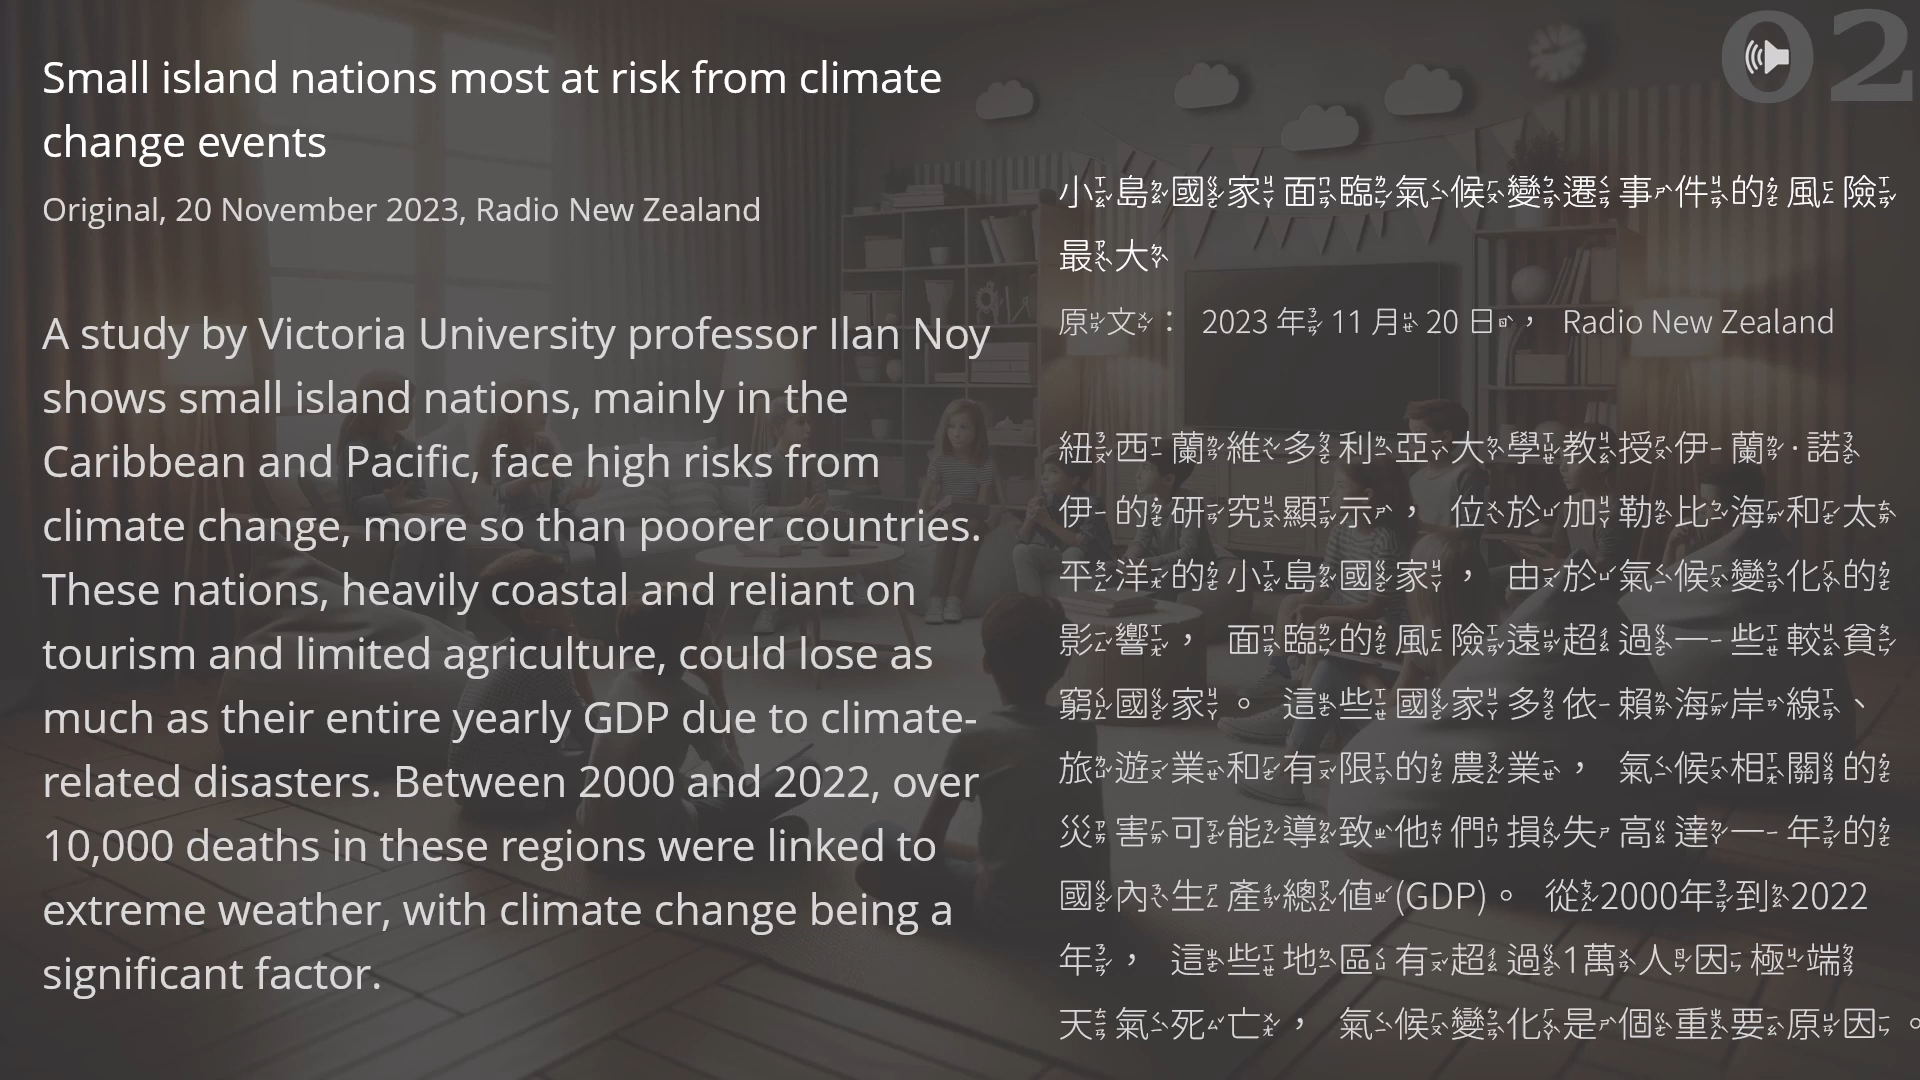 02
Small island nations most at risk from climate
change events
Original, 20 November 2023, Radio New Zealand
A study by Victoria University professor Ilan Noy
shows small island nations, mainly in the
Caribbean and Pacific, face high risks from
climate change, more so than poorer countries.
These nations, heavily coastal and reliant on
tourism and limited agriculture, could lose as
much as their entire yearly GDP due to climate-
related disasters. Between 2000 and 2022, over
10,000 deaths in these regions were linked to
extreme weather, with climate change being a
significant factor.
小島國家面臨氣候變遷事件的風險
最大
原文： 2023 年 11 月 20 日， Radio New Zealand
紐西蘭維多利亞大學教授伊蘭·諾
伊的研究顯示， 位於加勒比海和太
平洋的小島國家， 由於氣候變化的
影響， 面臨的風險遠超過一些較貧
窮國家。 這些國家多依賴海岸線、
旅遊業和有限的農業， 氣候相關的
災害可能導致他們損失高達一年的
國內生產總值(GDP)。 從2000年到2022
年， 這些地區有超過1萬人因極端
天氣死亡， 氣候變化是個重要原因。